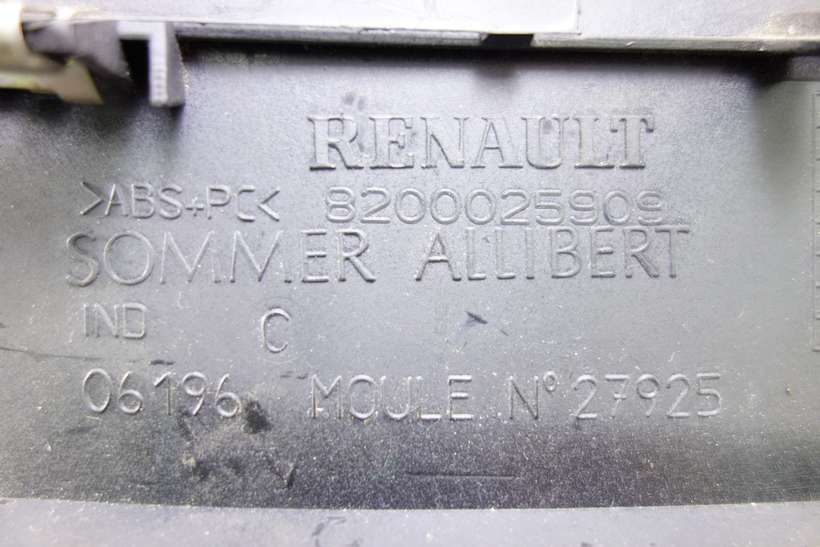 RENAULT
>ABS+PC< 8200025909
SOMMER ALLIBERT
IND C
06196 MOULE N° 27925